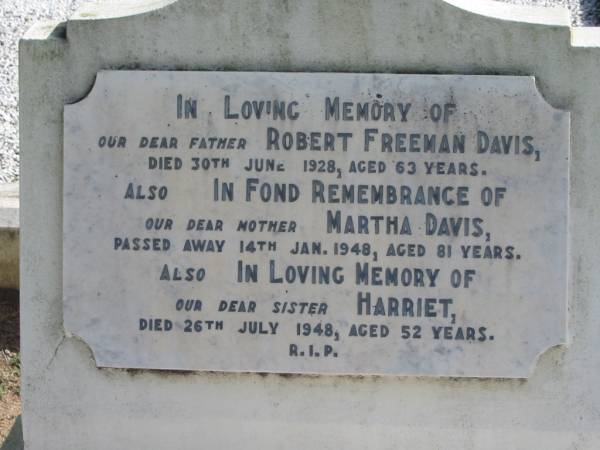 IN LOVING MEMORY OF
OUR DEAR FATHER ROBERT FREEMAN DAVIS,
DIED 30TH JUNE 1928, AGED 63 YEARS.
ALSO IN FOND REMEMBRANCE OF
OUR DEAR MOTHER MARTHA DAVIS,
PASSED AWAY 14TH JAN. 1948, AGED 81 YEARS.
ALSO IN LOVING MEMORY OF
OUR DEAR SISTER HARRIET,
DIED 26TH JULY 1948, AGED 52 YEARS.
R.I.P.